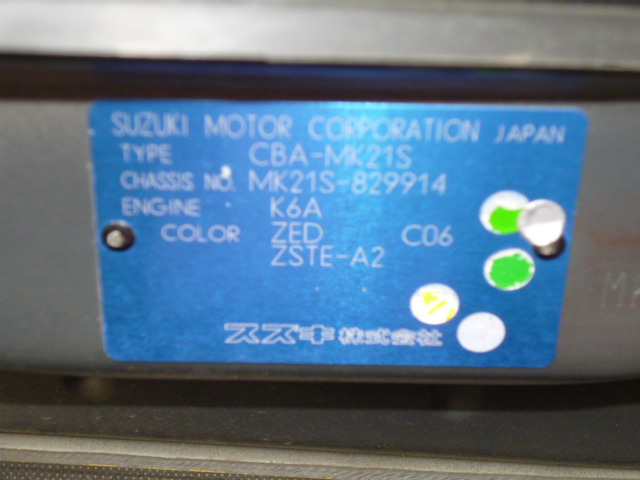 SUZUKI MOTOR CORPORATION JAPAN
TYPE CBA-MK21S
CHASSIS NO. MK21S-829914
ENGINE K6A
COLOR ZED C06
ZSTE-A2
スズキ株式会社